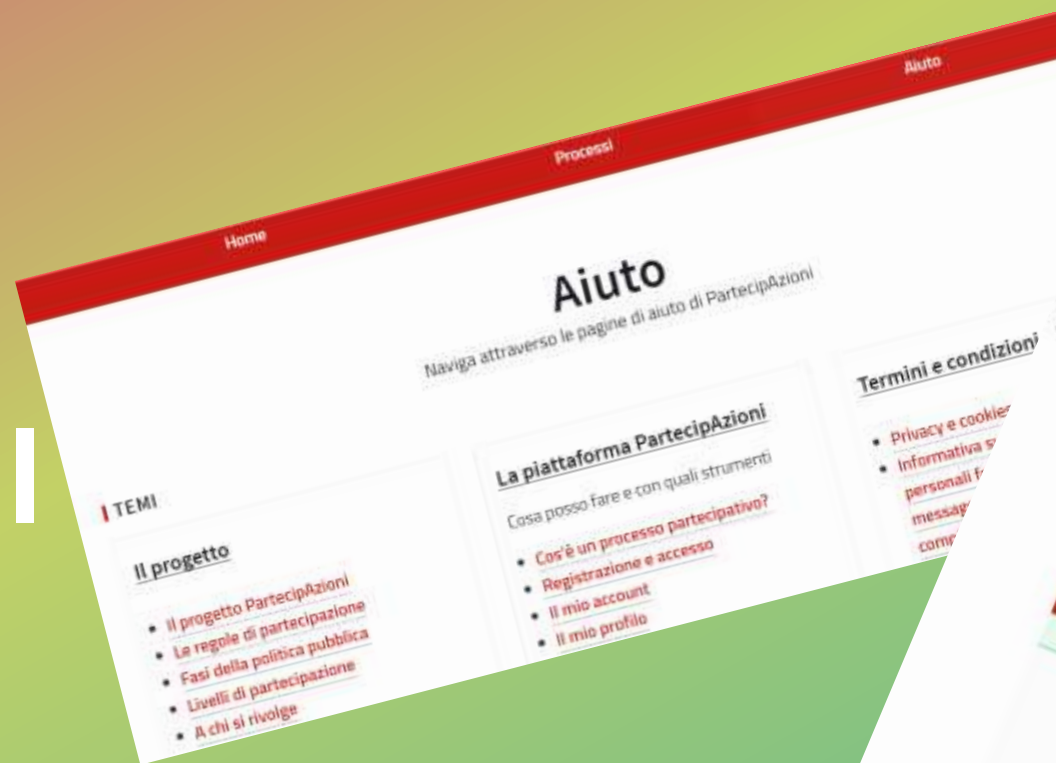 Home
Processi
Aiuto
Aiuto
Naviga attraverso le pagine di aiuto di PartecipAzioni
TEMI
Il progetto
Il progetto PartecipAzioni
Le regole di partecipazione
Fasi della politica pubblica
Livelli di partecipazione
A chi si rivolge
La piattaforma PartecipAzioni
Cosa posso fare e con quali strumenti
Cos'è un processo partecipativo?
Registrazione e accesso
Il mio account
Il mio profilo
Termini e condizioni
Privacy e cookies
Informativa
personali